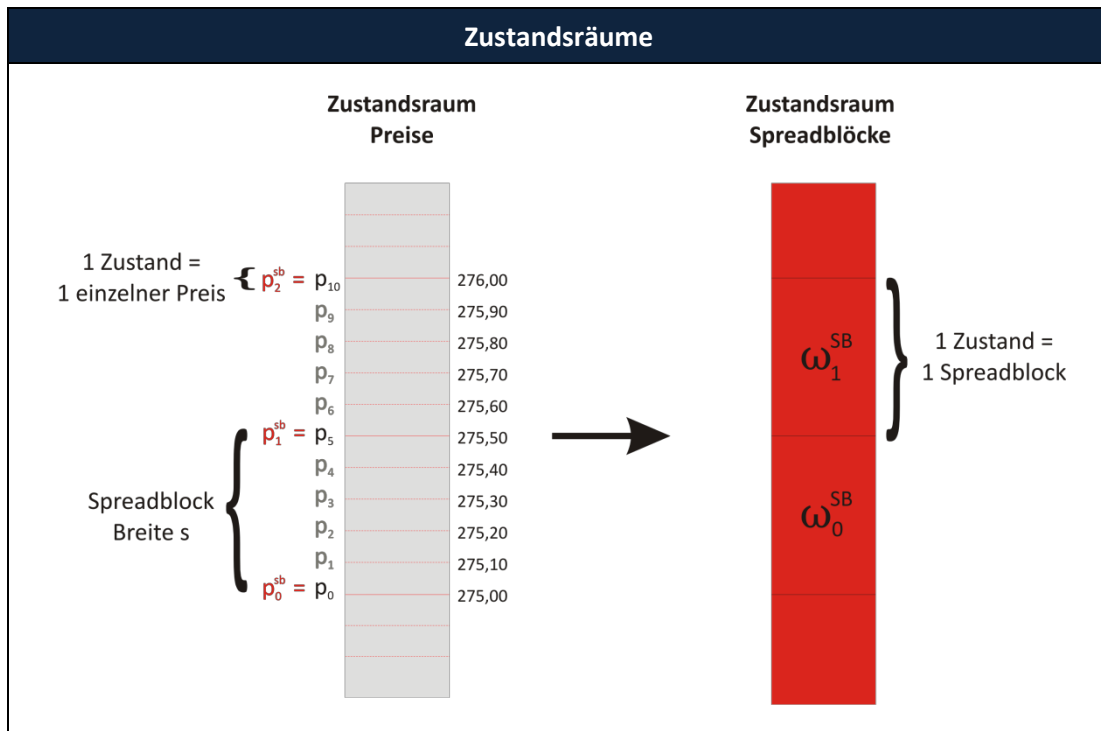 Zustandsräume
Zustandsraum
Preise
Zustandsraum
Spreadblöcke
1 Zustand =
1 einzelner Preis
p₂ˢᵇ = p₁₀ 276,00
p₉ 275,90
p₈ 275,80
p₇ 275,70
p₆ 275,60
p₁ˢᵇ = p₅ 275,50
p₄ 275,40
p₃ 275,30
p₂ 275,20
p₁ 275,10
p₀ˢᵇ = p₀ 275,00
Spreadblock
Breite s
ω₁ˢᴮ
ω₀ˢᴮ
1 Zustand =
1 Spreadblock